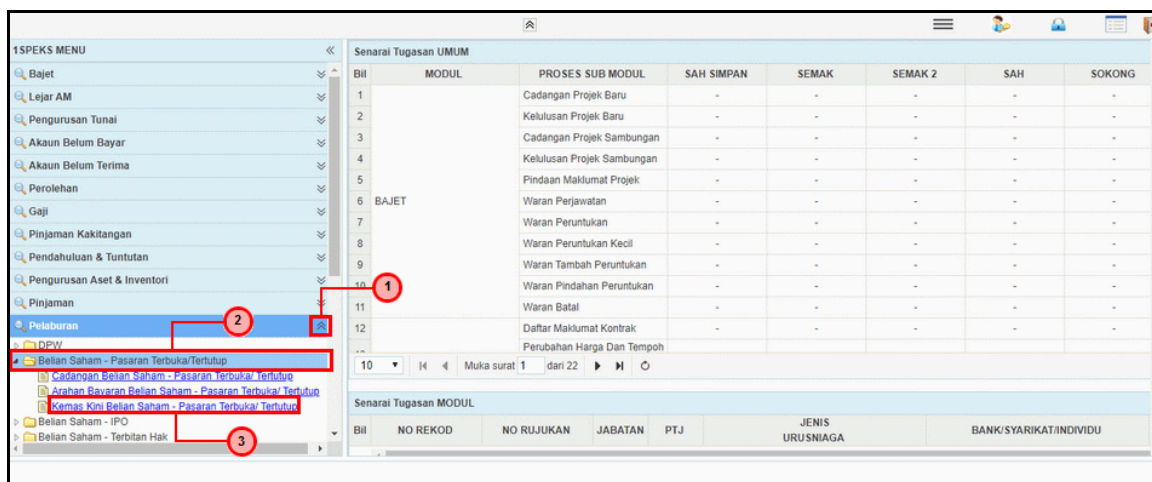 1SPEKS MENU
Bajet
Lejar AM
Pengurusan Tunai
Akaun Belum Bayar
Akaun Belum Terima
Perolehan
Gaji
Pinjaman Kakitangan
Pendahuluan & Tuntutan
Pengurusan Aset & Inventori
Pinjaman
Pelaburan
DPW
Belian Saham - Pasaran Terbuka/Tertutup
Cadangan Belian Saham - Pasaran Terbuka/ Tertutup
Arahan Bayaran Belian Saham - Pasaran Terbuka/ Tertutup
Kemas Kini Belian Saham - Pasaran Terbuka/ Tertutup
Belian Saham - IPO
Belian Saham - Terbitan Hak
1
2
3
Senarai Tugasan UMUM
Bil MODUL PROSES SUB MODUL SAH SIMPAN SEMAK SEMAK 2 SAH SOKONG
1 Cadangan Projek Baru - - - - -
2 Kelulusan Projek Baru - - - - -
3 Cadangan Projek Sambungan - - - - -
4 Kelulusan Projek Sambungan - - - - -
5 Pindaan Maklumat Projek - - - - -
6 BAJET Waran Perjawatan - - - - -
7 Waran Peruntukan - - - - -
8 Waran Peruntukan Kecil - - - - -
9 Waran Tambah Peruntukan - - - - -
10 Waran Pindahan Peruntukan - - - - -
11 Waran Batal - - - - -
12 Daftar Maklumat Kontrak - - - - -
Perubahan Harga Dan Tempoh
10 Muka surat 1 dari 22
Senarai Tugasan MODUL
Bil NO REKOD NO RUJUKAN JABATAN PTJ JENIS URUSNIAGA BANK/SYARIKAT/INDIVIDU